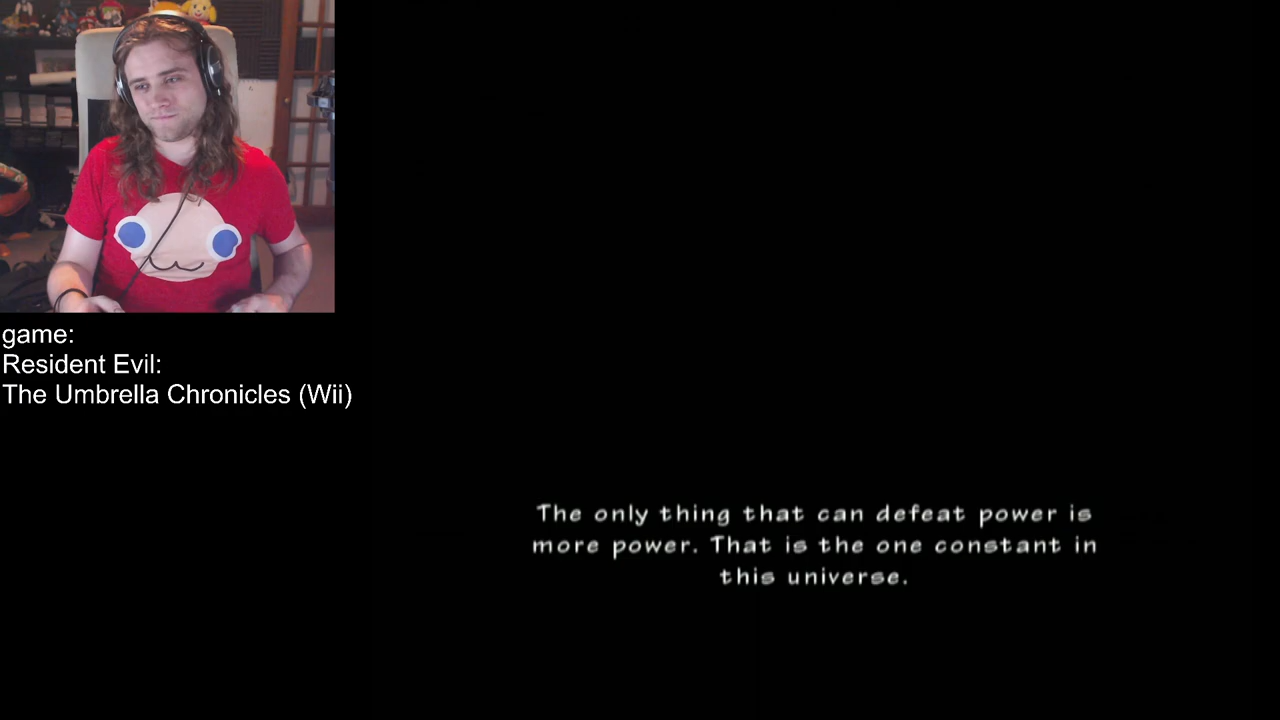 game:
Resident Evil:
The Umbrella Chronicles (Wii)
The only thing that can defeat power is
more power. That is the one constant in
this universe.